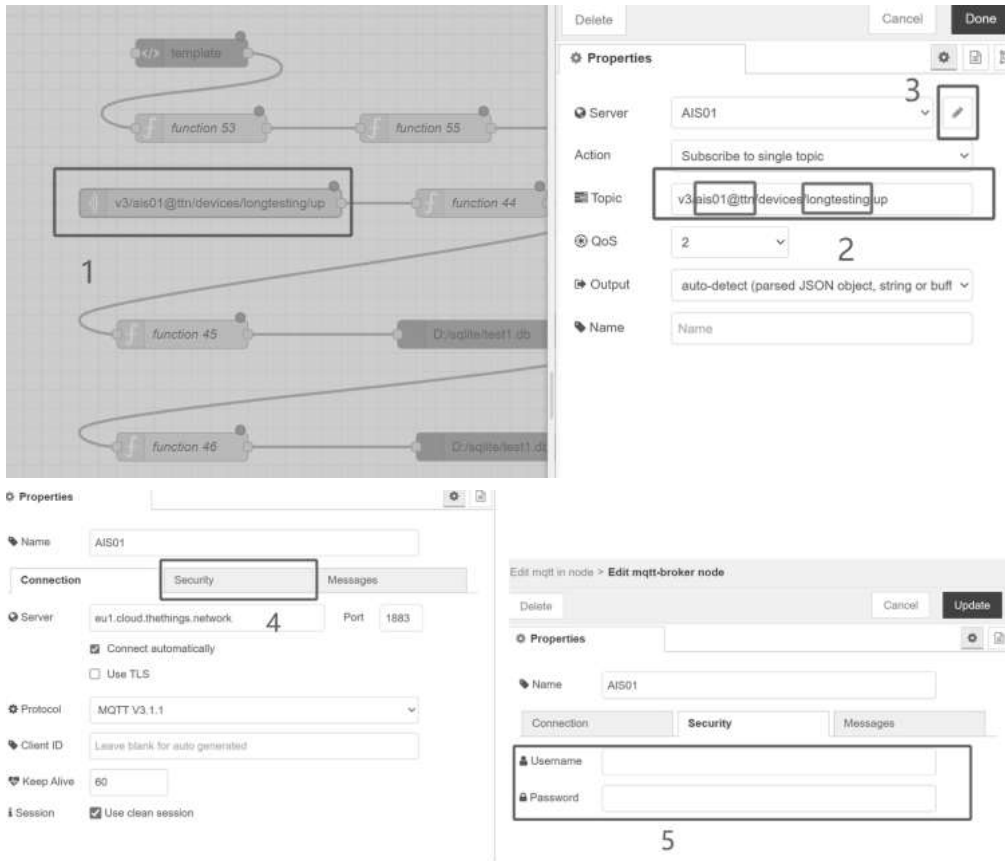 template
function 53
function 55
v3/ais01@ttn/devices/longtesting/up
function 44
1
function 45
D:/sqlite/test1.db
function 46
D:/sqlite/test1.db
Delete
Cancel
Done
Properties
3
Server
AIS01
Action
Subscribe to single topic
Topic
v3/ais01@ttn/devices/longtesting/up
QoS
2
2
Output
auto-detect (parsed JSON object, string or buff
Name
Name
Properties
Name
AIS01
Connection
Security
Messages
Server
eu1.cloud.thethings.network
4
Port
1883
Connect automatically
Use TLS
Protocol
MQTT V3.1.1
Client ID
Leave blank for auto generated
Keep Alive
60
Session
Use clean session
Edit mqtt in node > Edit mqtt-broker node
Delete
Cancel
Update
Properties
Name
AIS01
Connection
Security
Messages
Username
Password
5